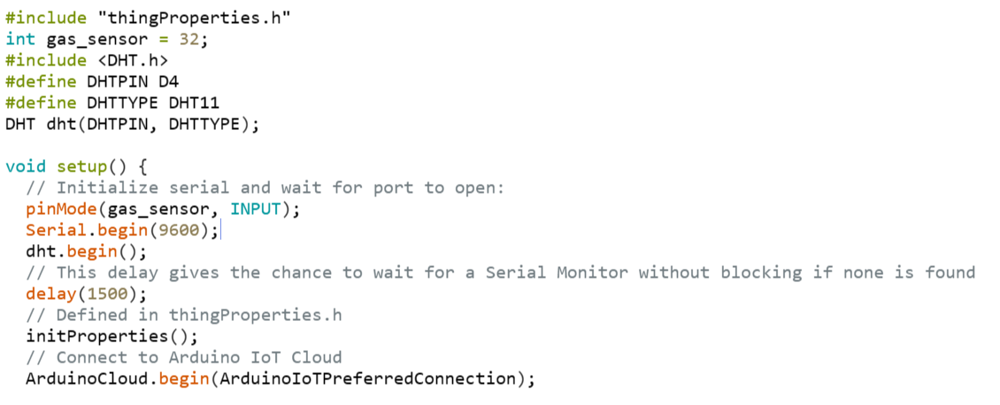 #include "thingProperties.h"
int gas_sensor = 32;
#include <DHT.h>
#define DHTPIN D4
#define DHTTYPE DHT11
DHT dht(DHTPIN, DHTTYPE);

void setup() {
  // Initialize serial and wait for port to open:
  pinMode(gas_sensor, INPUT);
  Serial.begin(9600);
  dht.begin();
  // This delay gives the chance to wait for a Serial Monitor without blocking if none is found
  delay(1500);
  // Defined in thingProperties.h
  initProperties();
  // Connect to Arduino IoT Cloud
  ArduinoCloud.begin(ArduinoIoTPreferredConnection);